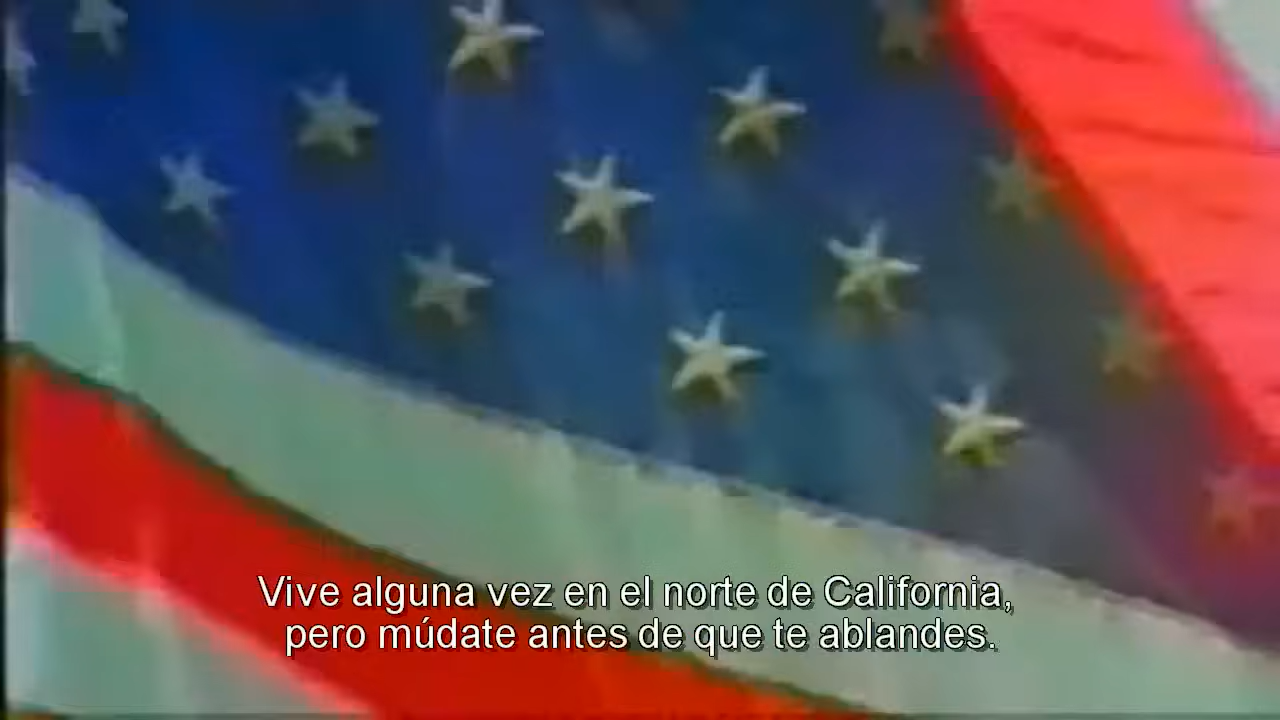 Vive alguna vez en el norte de California,
pero múdate antes de que te ablandes.